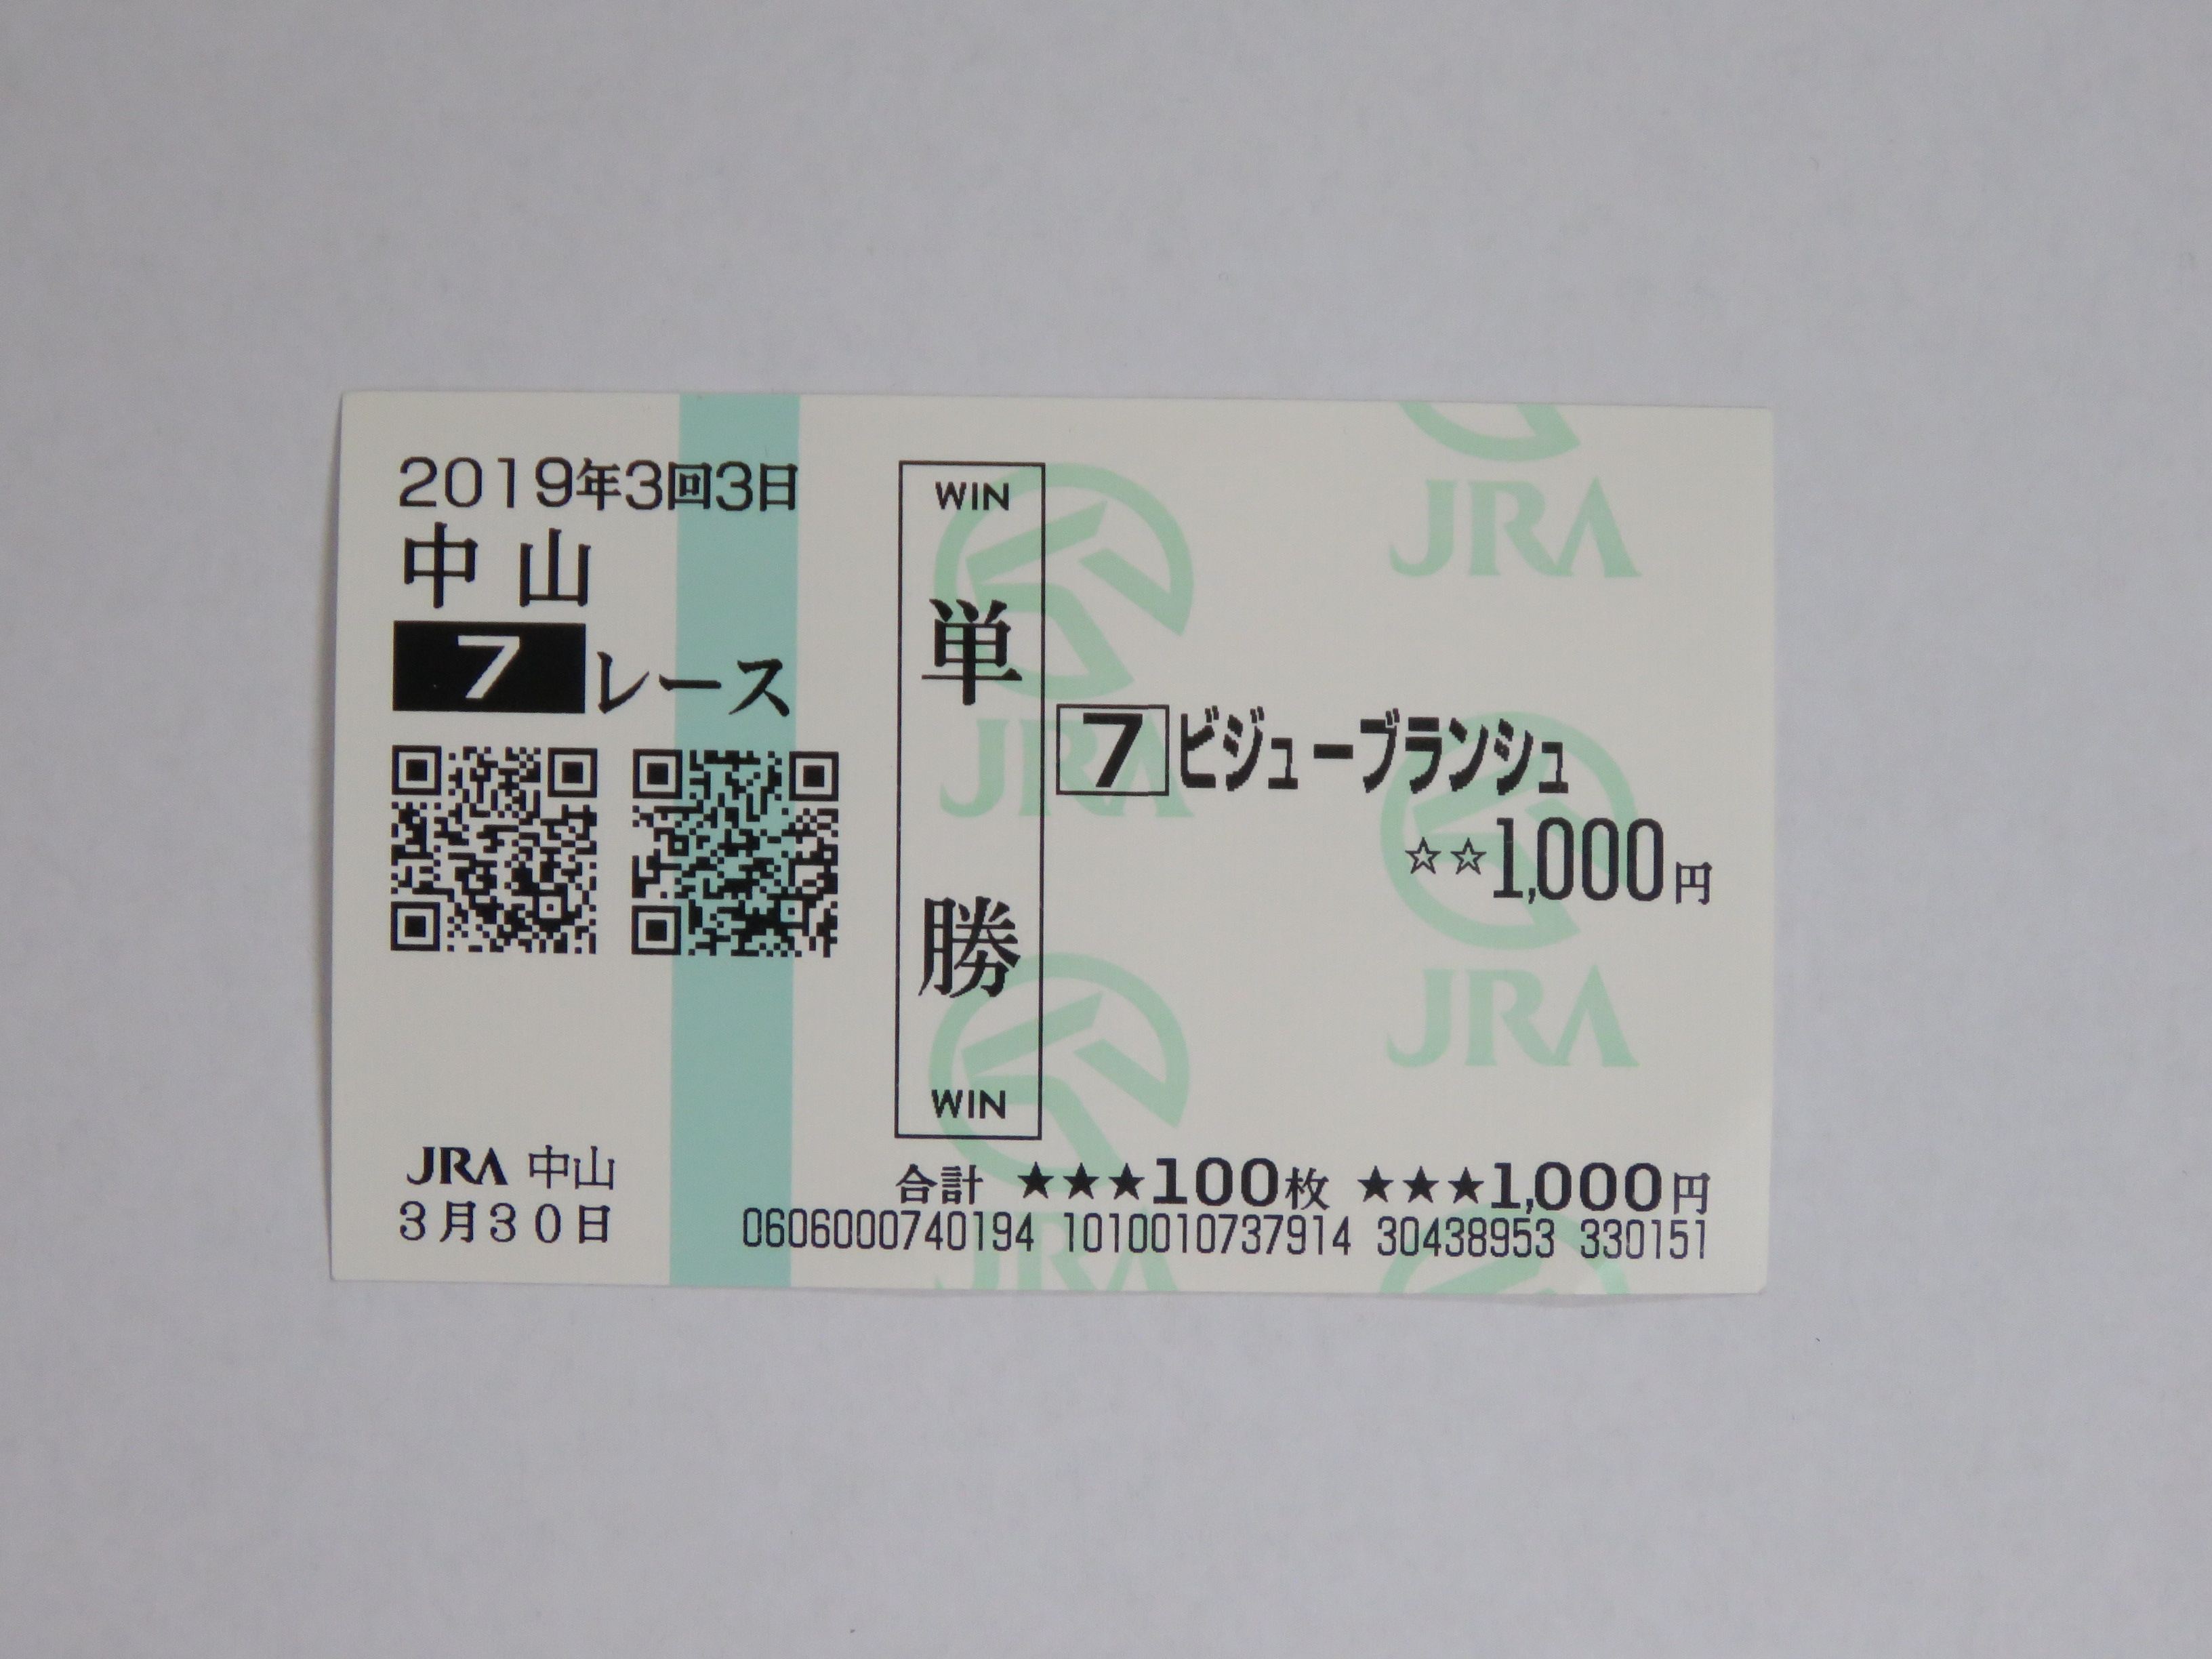 2019年3回3日
中山
7レース
WIN
単勝
WIN
7ビジューブランシュ
☆☆1,000円
JRA 中山
3月30日
合計 ★★★100枚 ★★★1,000円
0606000740194 1010010737914 30438953 330151
JRA
JRA
JRA
JRA